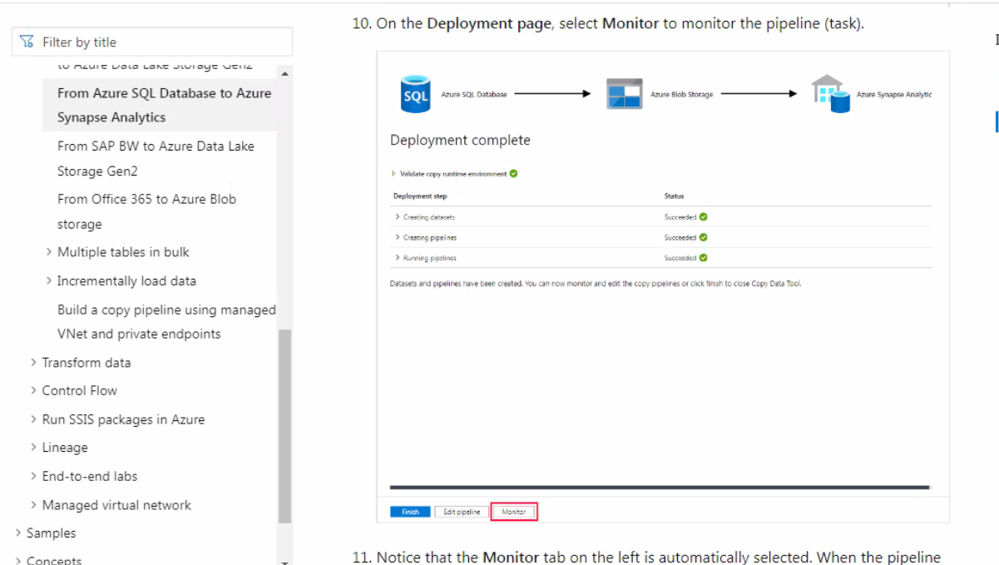 Filter by title
to Azure Data Lake Storage Gen2
From Azure SQL Database to Azure
Synapse Analytics
From SAP BW to Azure Data Lake
Storage Gen2
From Office 365 to Azure Blob
storage
Multiple tables in bulk
Incrementally load data
Build a copy pipeline using managed
VNet and private endpoints
Transform data
Control Flow
Run SSIS packages in Azure
Lineage
End-to-end labs
Managed virtual network
Samples
Concepts
10. On the Deployment page, select Monitor to monitor the pipeline (task).
SQL
Azure SQL Database
Azure Blob Storage
Azure Synapse Analytic
Deployment complete
Validate copy runtime environment
Deployment step Status
Creating datasets Succeeded
Creating pipelines Succeeded
Running pipelines Succeeded
Datasets and pipelines have been created. You can now monitor and edit the copy pipelines or click finish to close Copy Data Tool.
Finish Edit pipeline Monitor
11. Notice that the Monitor tab on the left is automatically selected. When the pipeline